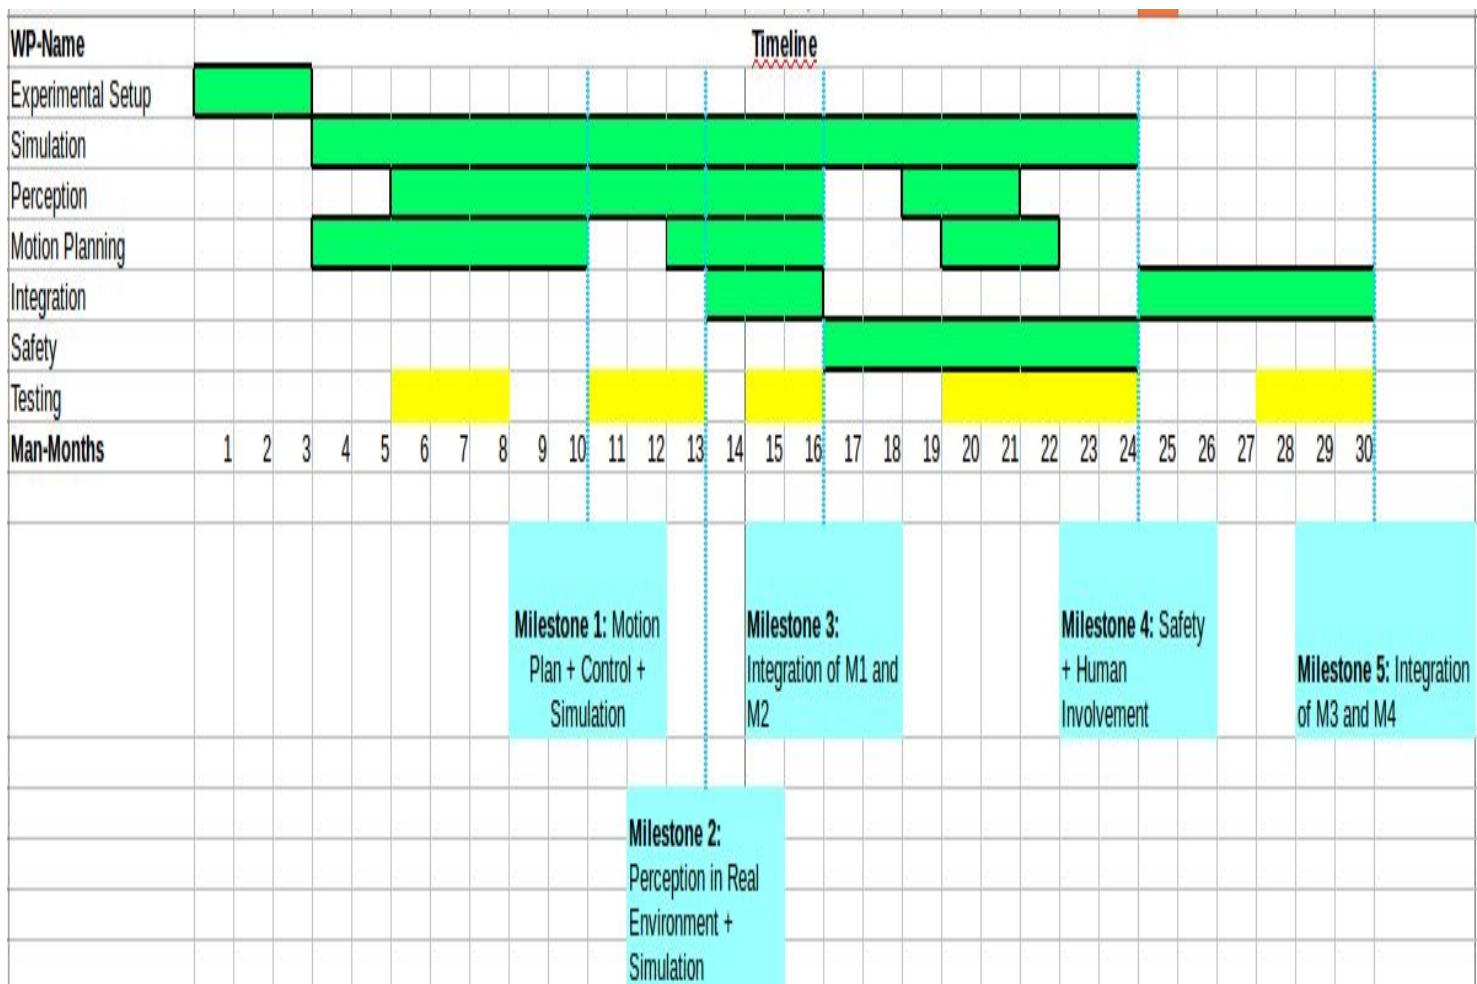 WP-Name Timeline
Experimental Setup
Simulation
Perception
Motion Planning
Integration
Safety
Testing
Man-Months 1 2 3 4 5 6 7 8 9 10 11 12 13 14 15 16 17 18 19 20 21 22 23 24 25 26 27 28 29 30
Milestone 1: Motion
Plan + Control +
Simulation
Milestone 3:
Integration of M1 and
M2
Milestone 4: Safety
+ Human
Involvement
Milestone 5: Integration
of M3 and M4
Milestone 2:
Perception in Real
Environment +
Simulation